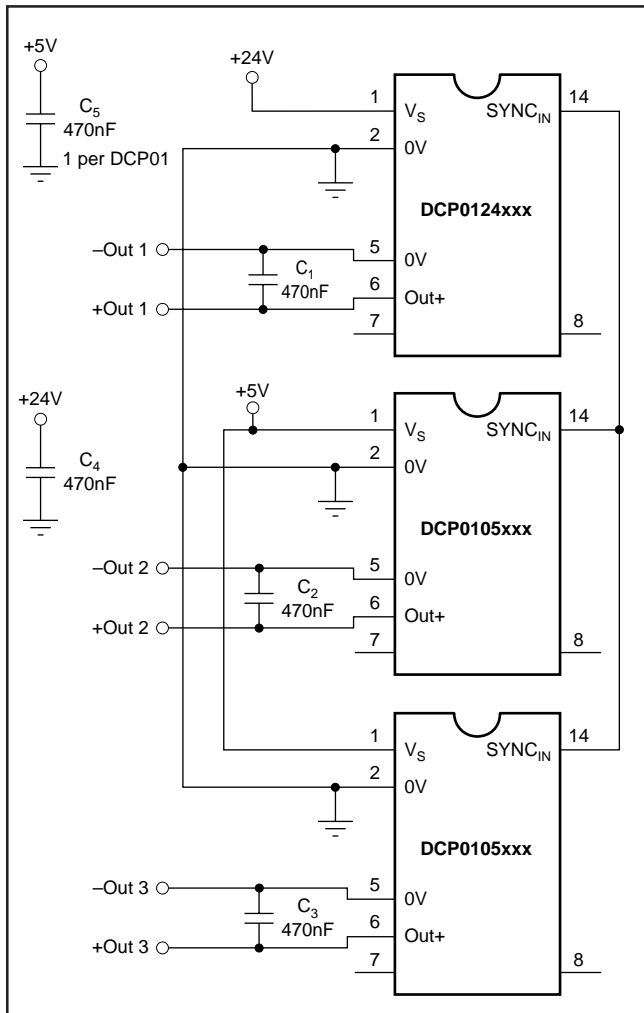 +5V
C5
470nF
1 per DCP01
+24V
1
VS
SYNCIN
14
2
0V
DCP0124xxx
–Out 1
5
0V
C1
470nF
6
Out+
+Out 1
7
8
+24V
C4
470nF
+5V
1
VS
SYNCIN
14
2
0V
DCP0105xxx
–Out 2
5
0V
C2
470nF
6
Out+
+Out 2
7
8
1
VS
SYNCIN
14
2
0V
DCP0105xxx
–Out 3
5
0V
C3
470nF
6
Out+
+Out 3
7
8